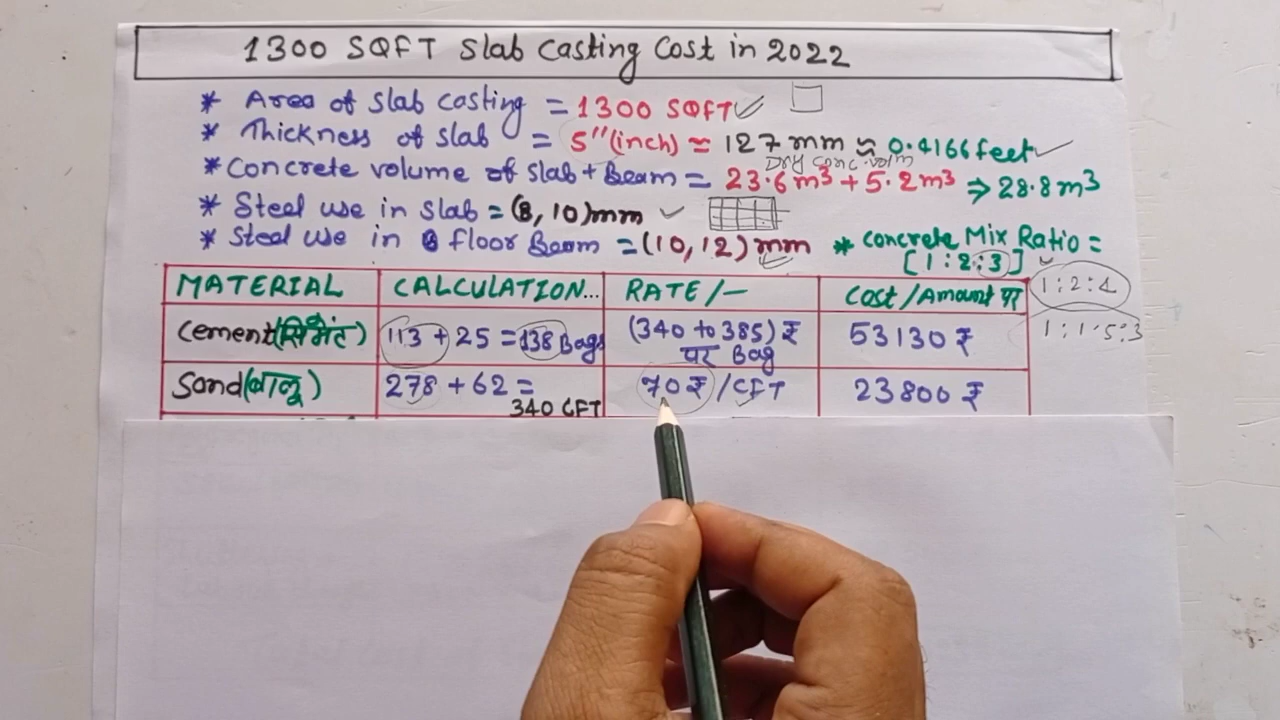 1300 SQFT Slab Casting Cost in 2022
* Area of slab costing = 1300 SQFT
* Thickness of slab = 5"(inch) ≈ 127 mm ≈ 0.4166 feet
Dry conc. volm
* Concrete volume of slab + Beam = 23.6 m³ + 5.2 m³ ⇒ 28.8 m³
* Steel use in slab = (8, 10) mm
* Steel use in floor Beam = (10, 12) mm * Concrete Mix Ratio =
[1:2:3]
1:2:4
1:1.5:3
MATERIAL CALCULATION... RATE/- Cost/Amount
Cement(सिमेंट) 113 + 25 = 138 Bags (340 to 385) ₹ 53130 ₹
पर Bag
Sand(बालू) 278 + 62 = 70₹/CFT 23800 ₹
340 CFT